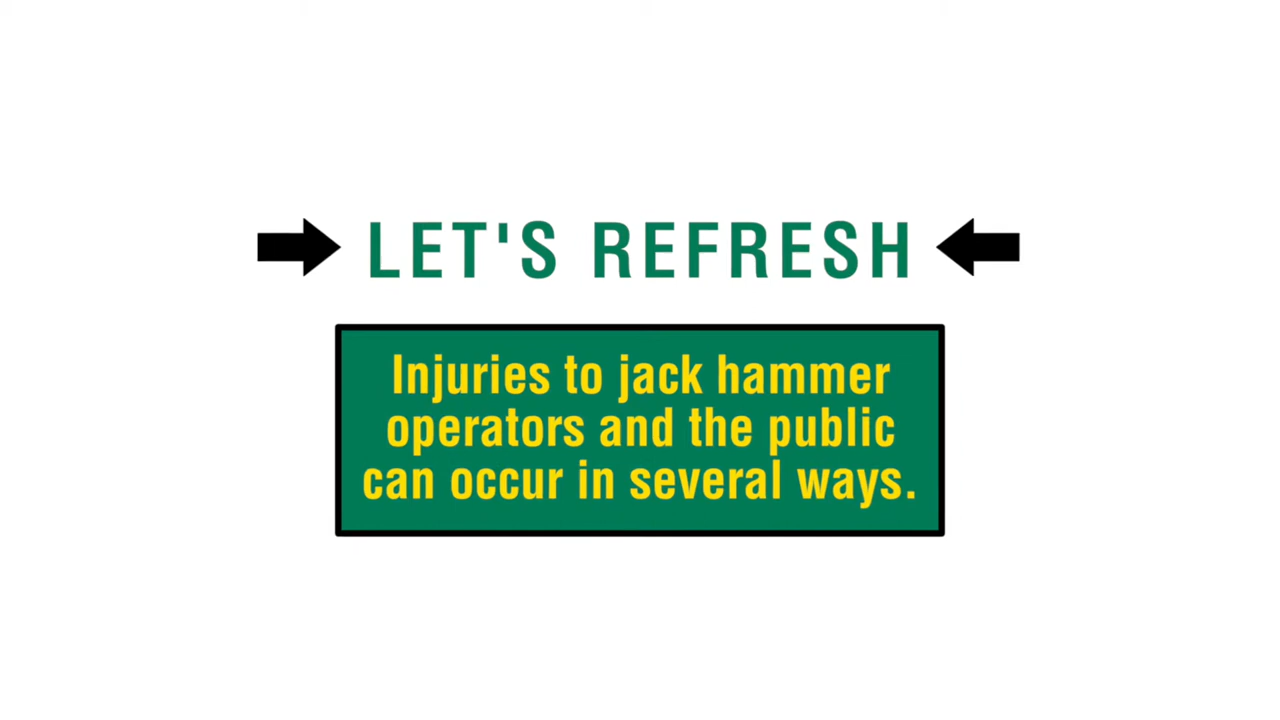 LET'S REFRESH
Injuries to jack hammer
operators and the public
can occur in several ways.